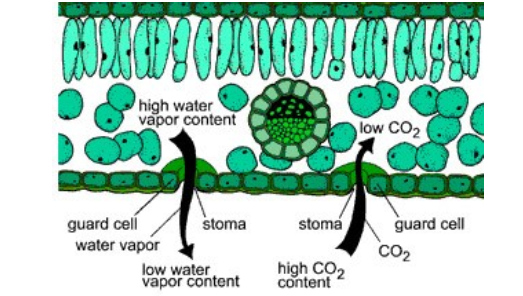 high water
vapor content
low CO2
guard cell
stoma
water vapor
low water
vapor content
stoma
guard cell
CO2
high CO2
content